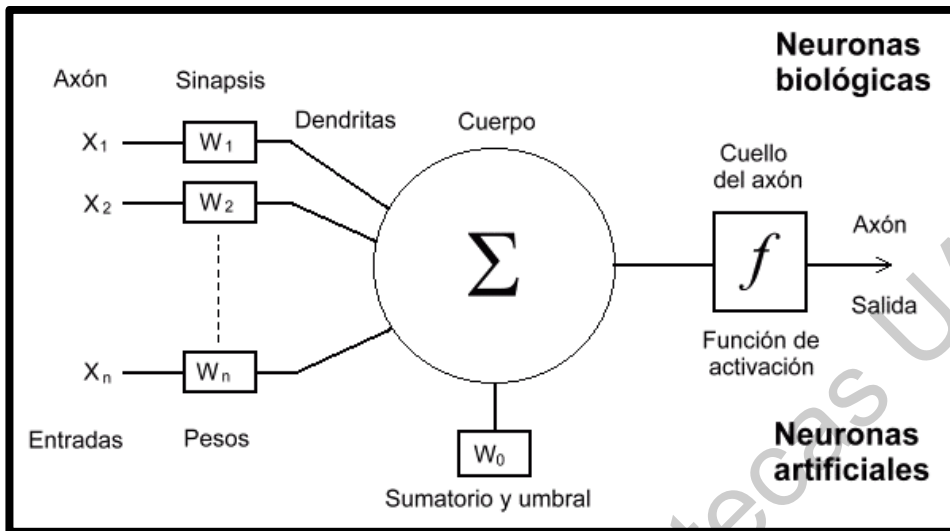 Neuronas
biológicas
Axón
Sinapsis
Dendritas
Cuerpo
Cuello
del axón
X1
W1
X2
W2
Σ
f
Axón
Salida
Xn
Wn
Función de
activación
Entradas
Pesos
W0
Sumatorio y umbral
Neuronas
artificiales
tecas U